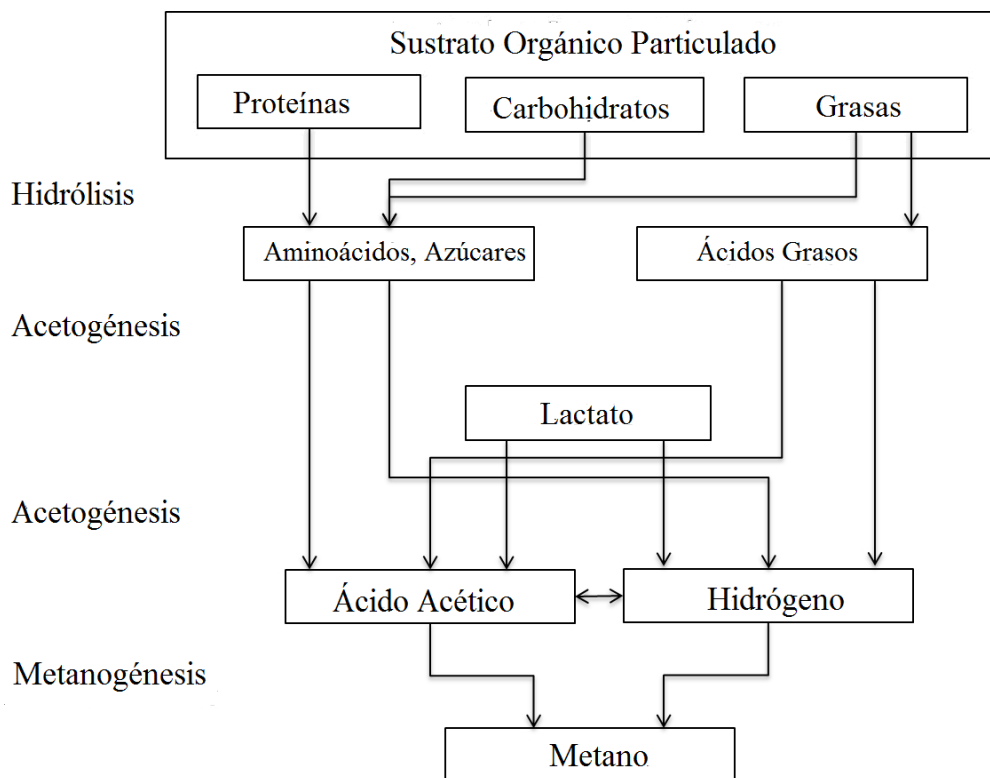 Sustrato Orgánico Particulado
Proteínas
Carbohidratos
Grasas
Hidrólisis
Aminoácidos, Azúcares
Ácidos Grasos
Acetogénesis
Lactato
Acetogénesis
Ácido Acético
Hidrógeno
Metanogénesis
Metano